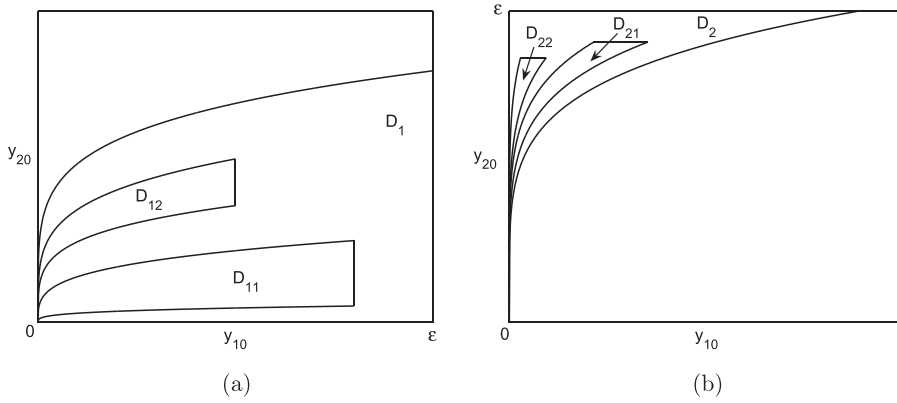 ε
D₂₂
D₂₁
D₂
D₁
y₂₀
y₂₀
D₁₂
D₁₁
0
y₁₀
ε
0
y₁₀
(a)
(b)